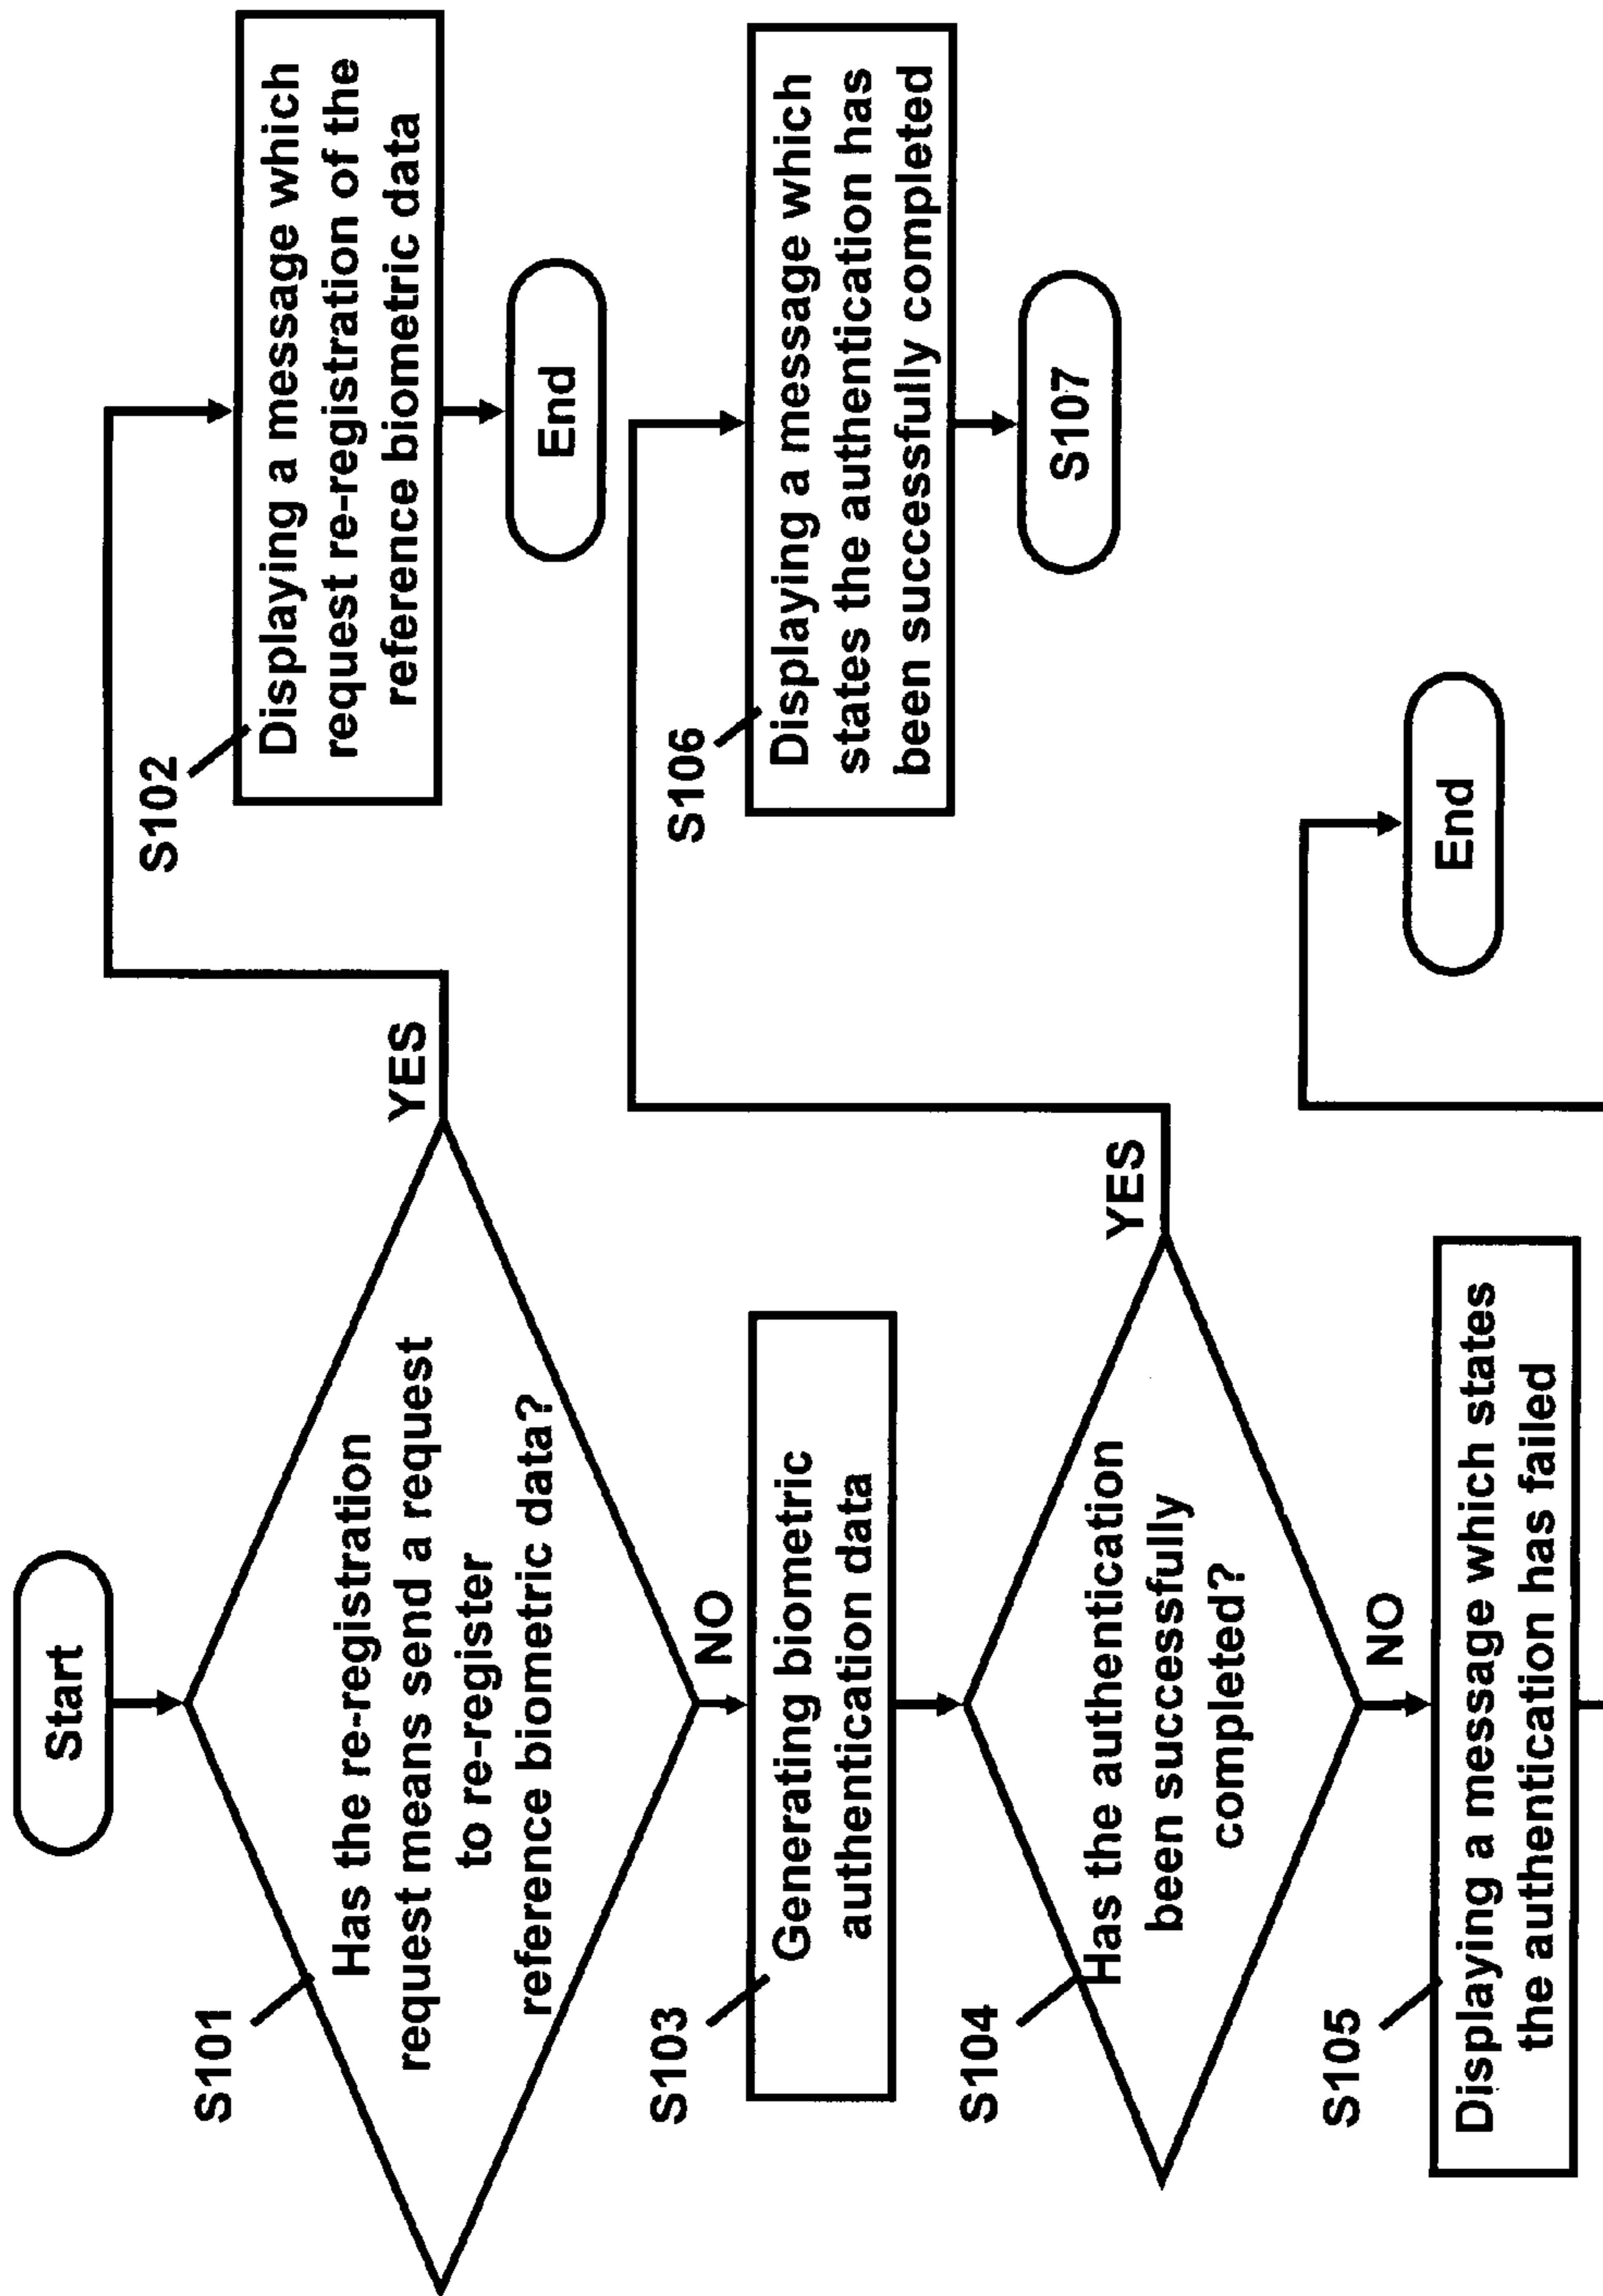 Start
S101
Has the re-registration
request means send a request
to re-register
reference biometric data?
YES
NO
S102
Displaying a message which
request re-registration of the
reference biometric data
End
S103
Generating biometric
authentication data
S104
Has the authentication
been successfully
completed?
YES
NO
S106
Displaying a message which
states the authentication has
been successfully completed
S107
S105
Displaying a message which states
the authentication has failed
End